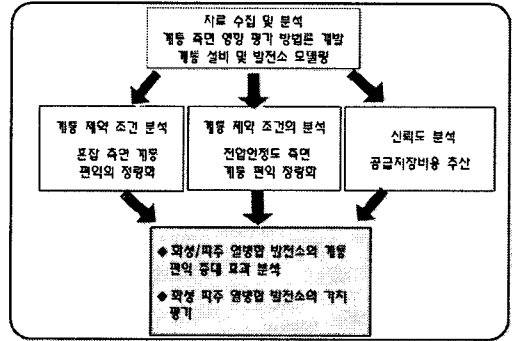 자료 수집 및 분석
계통 측면 영향 평가 방법론 개발
계통 설비 및 발전소 모델링
계통 제약 조건 분석
혼잡 측면 계통
편익의 정량화
계통 제약 조건의 분석
전압안정도 측면
계통 편익 정량화
신뢰도 분석
공급지장비용 추산
◆ 화성/파주 열병합 발전소의 계통
편익 증대 효과 분석
◆ 화성 파주 열병합 발전소의 가치
평가